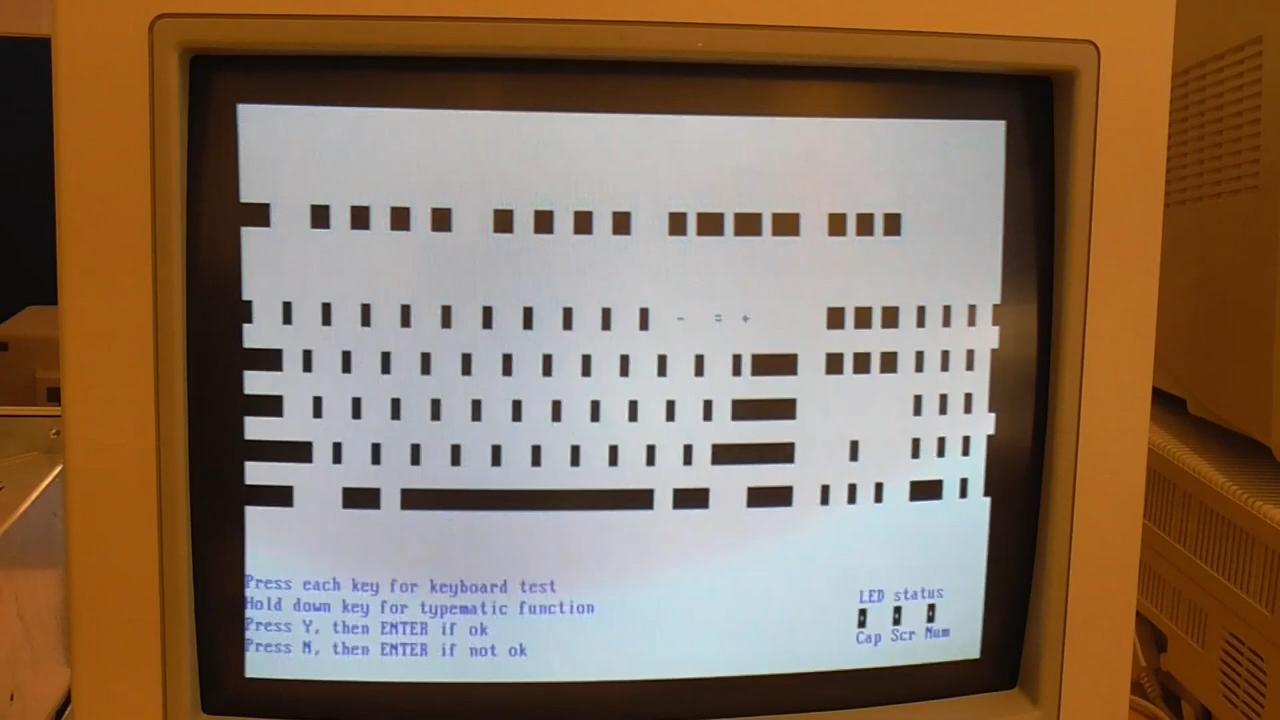 - = +
Press each key for keyboard test
Hold down key for typematic function
Press Y, then ENTER if ok
Press N, then ENTER if not ok
LED status
Cap Scr Num